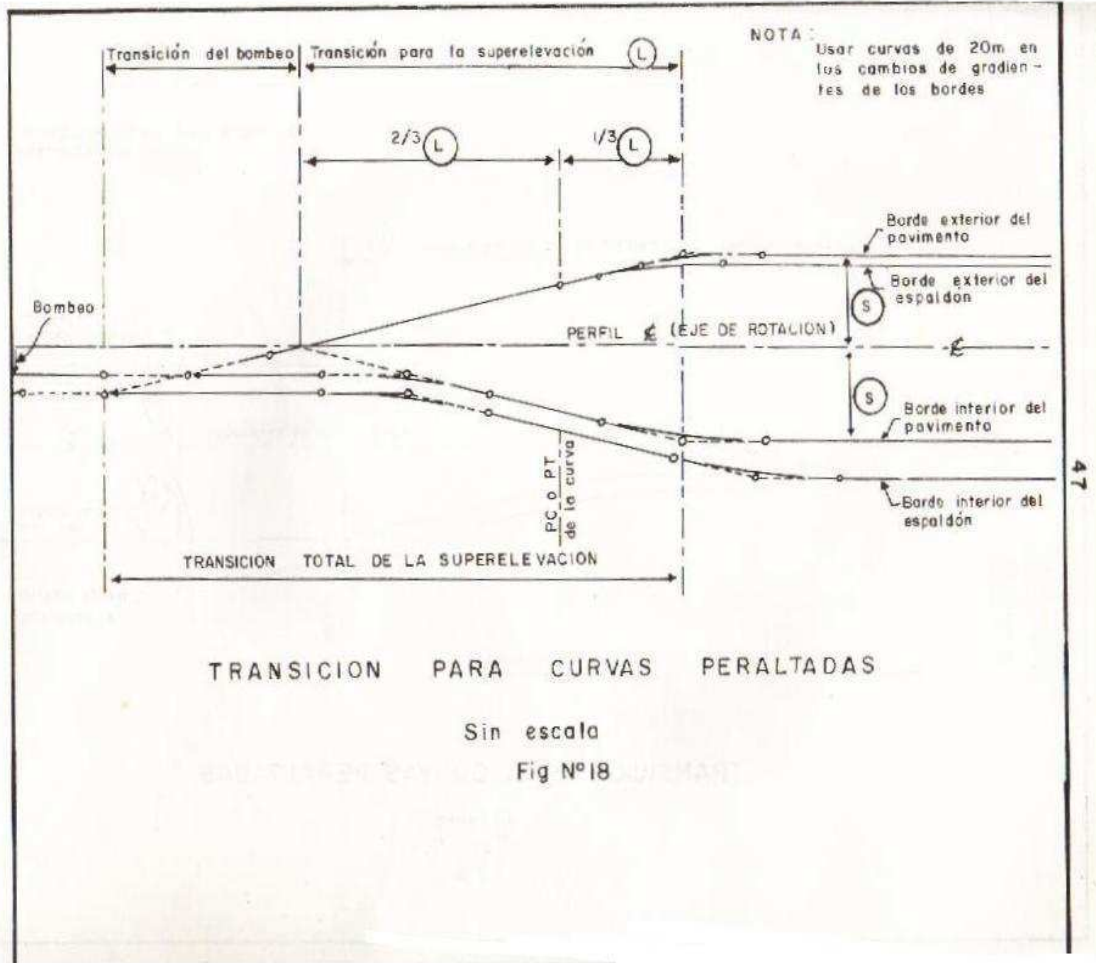 NOTA:
Usar curvas de 20m en
los cambios de gradien-
tes de los bordes
Transición del bombeo
Transición para la superelevación L
2/3 L
1/3 L
Borde exterior del
pavimento
Borde exterior del
espaldón
Bombeo
S
PERFIL ℄ (EJE DE ROTACIÓN)
℄
S
Borde interior del
pavimento
Borde interior del
espaldón
PC o PT
de la curva
47
TRANSICION TOTAL DE LA SUPERELEVACION
TRANSICION PARA CURVAS PERALTADAS
Sin escala
Fig Nº18